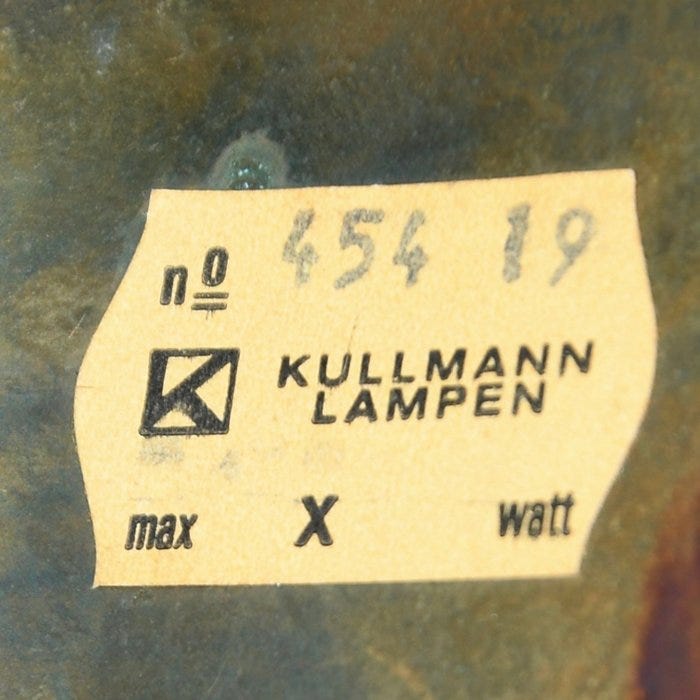 nº 454 19
KULLMANN
LAMPEN
max X watt